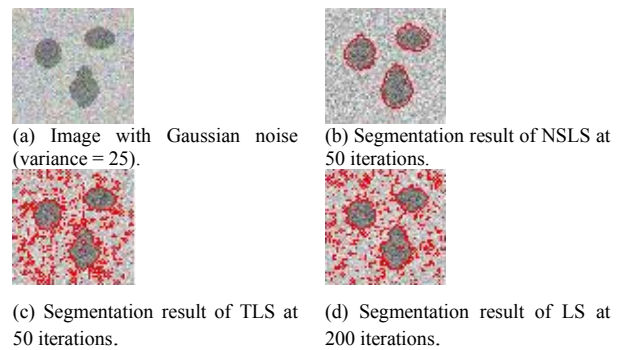 (a) Image with Gaussian noise (b) Segmentation result of NSLS at
(variance = 25). 50 iterations.
(c) Segmentation result of TLS at (d) Segmentation result of LS at
50 iterations. 200 iterations.